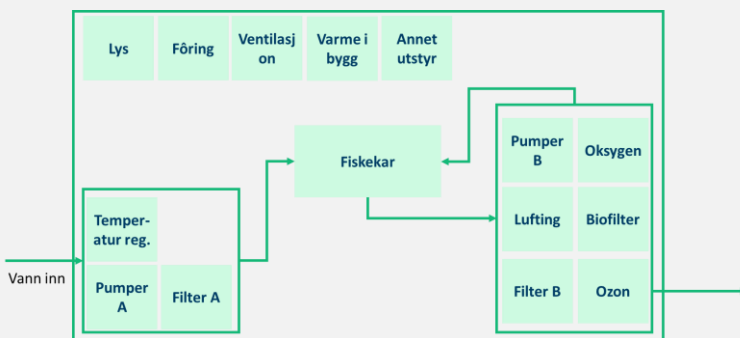 Lys
Fôring
Ventilasj
on
Varme i
bygg
Annet
utstyr
Fiskekar
Pumper
B
Oksygen
Lufting
Biofilter
Filter B
Ozon
Temper-
atur reg.
Vann inn
Pumper
A
Filter A